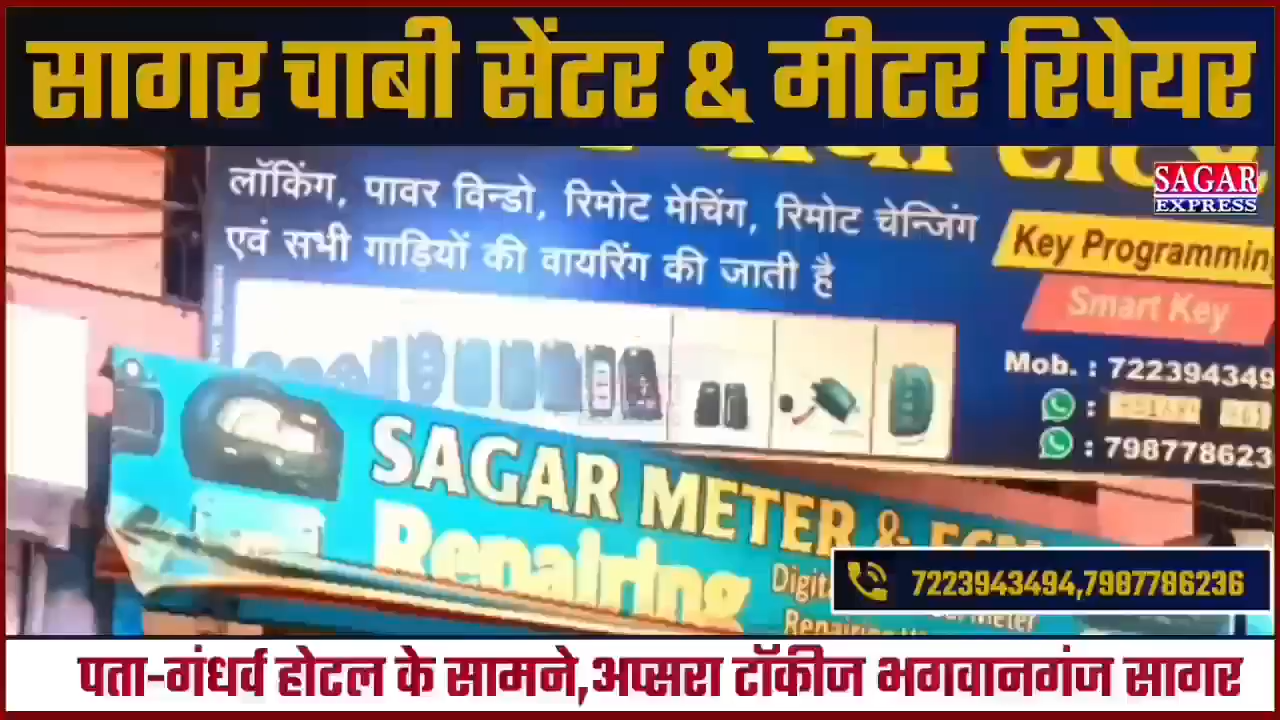 सागर चाबी सेंटर & मीटर रिपेयर
SAGAR
EXPRESS
लॉकिंग, पावर विन्डो, रिमोट मेचिंग, रिमोट चेन्जिंग
एवं सभी गाड़ियों की वायरिंग की जाती है
Key Programmin
Smart Key
Mob. : 722394349
: 798778623
SAGAR METER &
Repairing
7223943494,7987786236
पता-गंधर्व होटल के सामने,अप्सरा टॉकीज भगवानगंज सागर